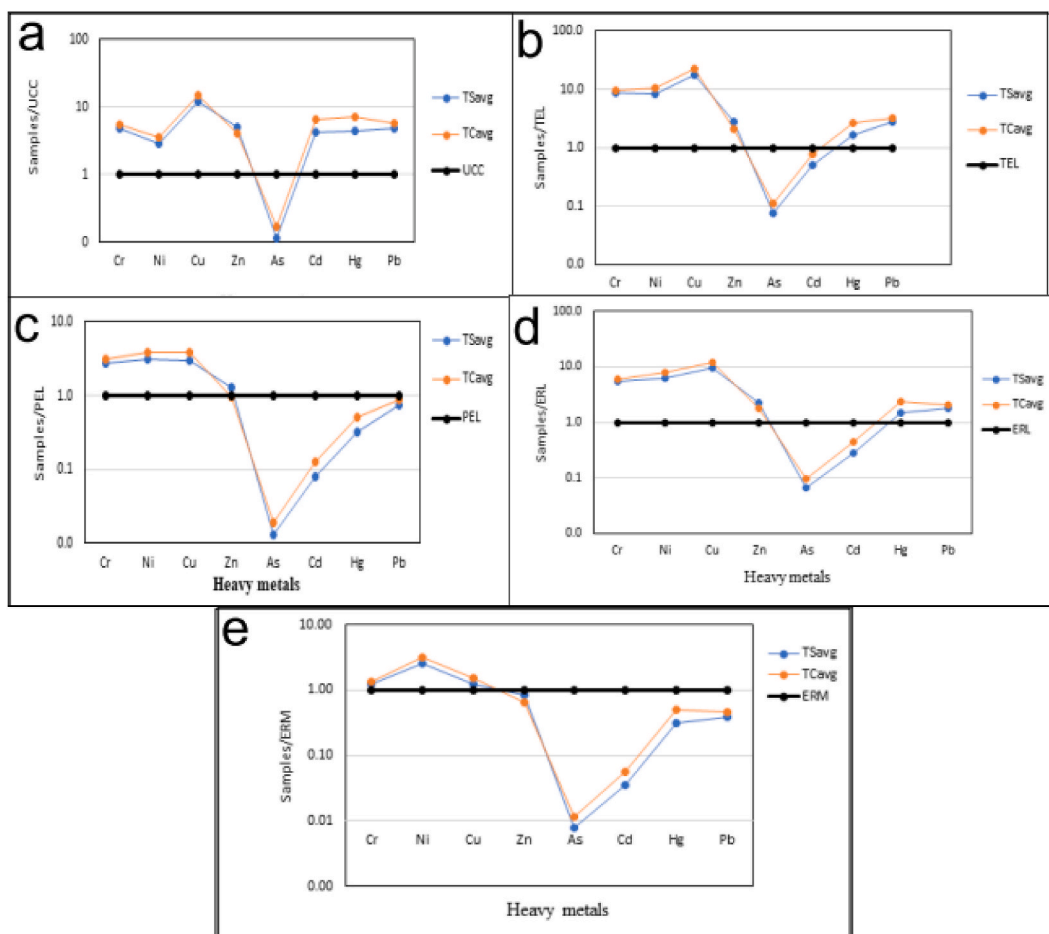 a
100
10
1
0
Samples/UCC
Cr Ni Cu Zn As Cd Hg Pb
TSavg
TCavg
UCC
b
100.0
10.0
1.0
0.1
0.0
Samples/TEL
Cr Ni Cu Zn As Cd Hg Pb
TSavg
TCavg
TEL
c
10.0
1.0
0.1
0.0
Samples/PEL
Cr Ni Cu Zn As Cd Hg Pb
Heavy metals
TSavg
TCavg
PEL
d
100.0
10.0
1.0
0.1
0.0
Samples/ERL
Cr Ni Cu Zn As Cd Hg Pb
Heavy metals
TSavg
TCavg
ERL
e
10.00
1.00
0.10
0.01
0.00
Samples/ERM
Cr Ni Cu Zn As Cd Hg Pb
Heavy metals
TSavg
TCavg
ERM